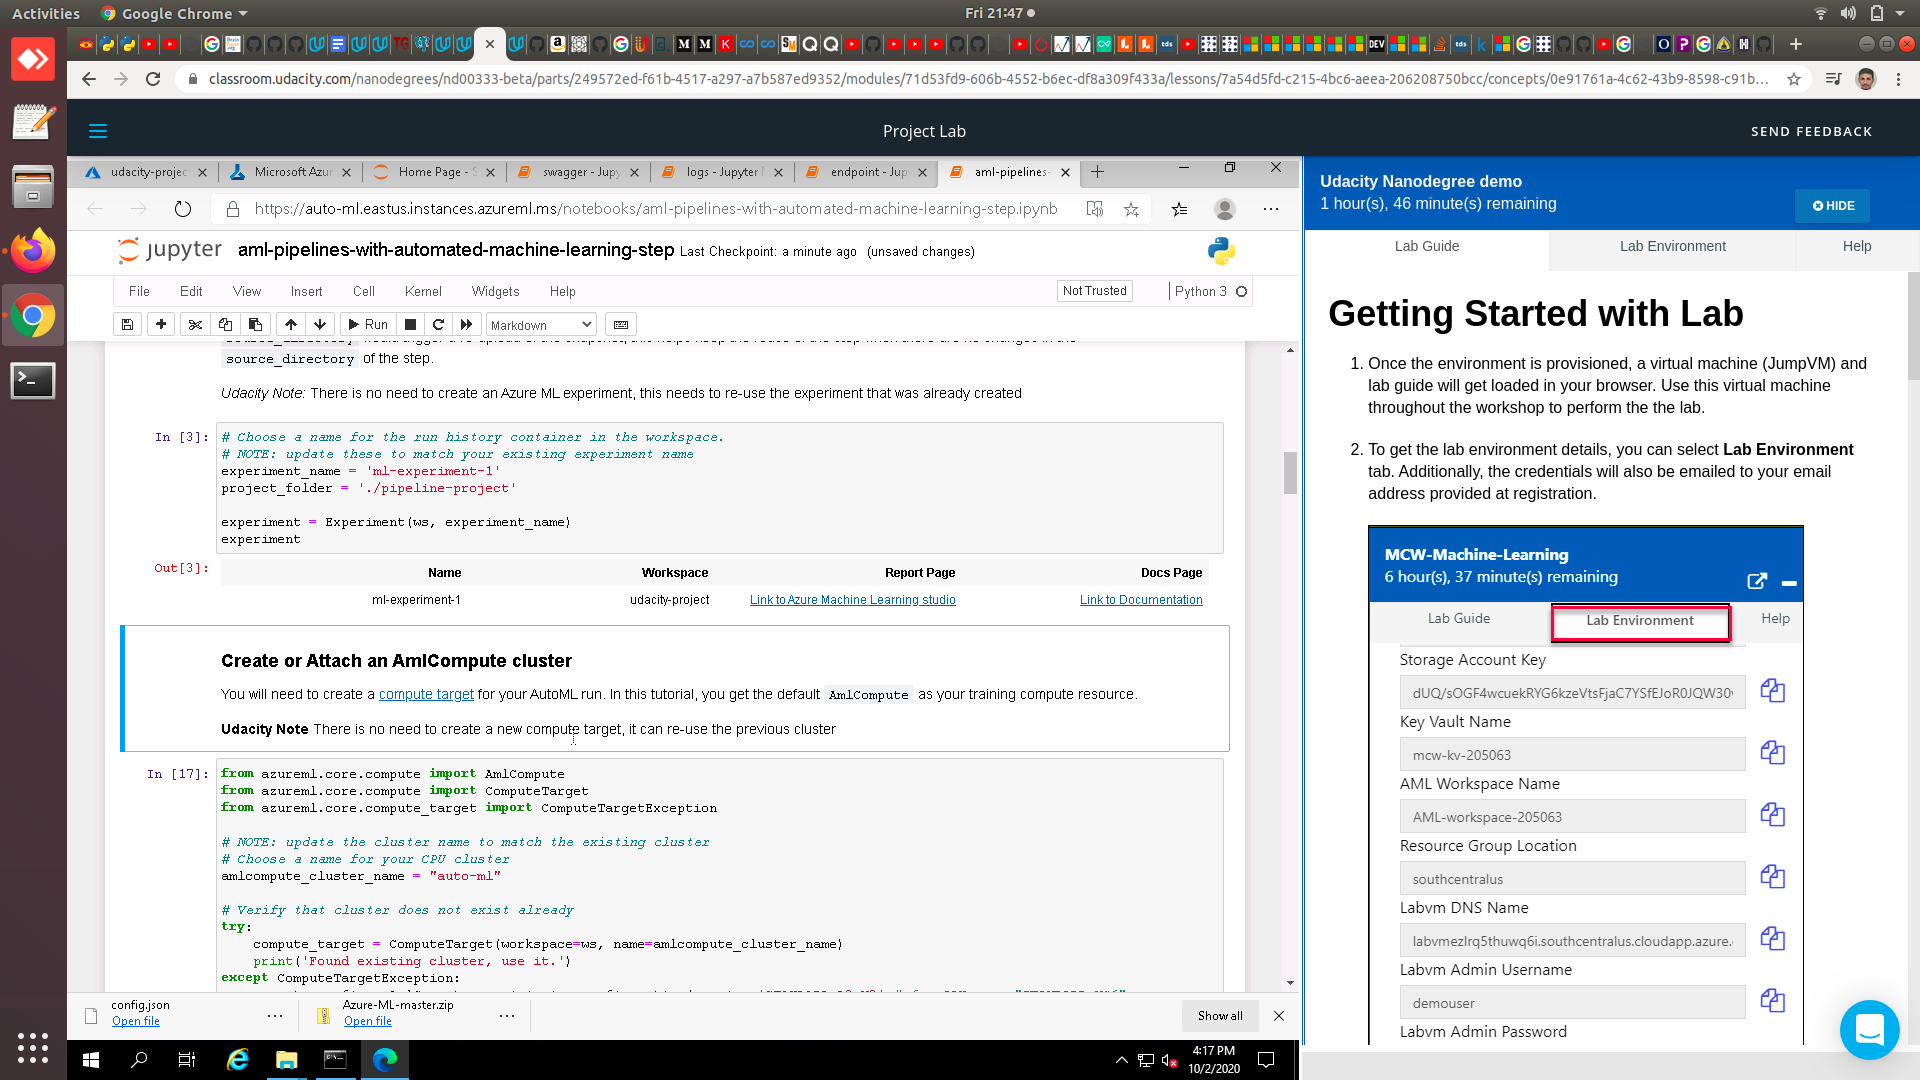 Activities
Google Chrome
Fri 21:47
classroom.udacity.com/nanodegrees/nd00333-beta/parts/249572ed-f61b-4517-a297-a7b587ed9352/modules/71d53fd9-606b-4552-b6ec-df8a309f433a/lessons/7a54d5fd-c215-4bc6-aeea-206208750bcc/concepts/0e91761a-4c62-43b9-8598-c91b...
Project Lab
SEND FEEDBACK
udacity-projec
Microsoft Azur
Home Page - S
swagger - Jupy
logs - Jupyter
endpoint - Jup
aml-pipelines-
https://auto-ml.eastus.instances.azureml.ms/notebooks/aml-pipelines-with-automated-machine-learning-step.ipynb
jupyter aml-pipelines-with-automated-machine-learning-step Last Checkpoint: a minute ago (unsaved changes)
File Edit View Insert Cell Kernel Widgets Help
Not Trusted
Python 3
Run
Markdown
source_directory of the step.
Udacity Note: There is no need to create an Azure ML experiment, this needs to re-use the experiment that was already created
In [3]:
# Choose a name for the run history container in the workspace.
# NOTE: update these to match your existing experiment name
experiment_name = 'ml-experiment-1'
project_folder = './pipeline-project'
experiment = Experiment(ws, experiment_name)
experiment
Out[3]:
Name Workspace Report Page Docs Page
ml-experiment-1 udacity-project Link to Azure Machine Learning studio Link to Documentation
Create or Attach an AmlCompute cluster
You will need to create a compute target for your AutoML run. In this tutorial, you get the default AmlCompute as your training compute resource.
Udacity Note There is no need to create a new compute target, it can re-use the previous cluster
In [17]:
from azureml.core.compute import AmlCompute
from azureml.core.compute import ComputeTarget
from azureml.core.compute_target import ComputeTargetException
# NOTE: update the cluster name to match the existing cluster
# Choose a name for your CPU cluster
amlcompute_cluster_name = "auto-ml"
# Verify that cluster does not exist already
try:
compute_target = ComputeTarget(workspace=ws, name=amlcompute_cluster_name)
print('Found existing cluster, use it.')
except ComputeTargetException:
config.json
Open file
Azure-ML-master.zip
Open file
Show all
4:17 PM
10/2/2020
Udacity Nanodegree demo
1 hour(s), 46 minute(s) remaining
HIDE
Lab Guide
Lab Environment
Help
Getting Started with Lab
1. Once the environment is provisioned, a virtual machine (JumpVM) and
lab guide will get loaded in your browser. Use this virtual machine
throughout the workshop to perform the the lab.
2. To get the lab environment details, you can select Lab Environment
tab. Additionally, the credentials will also be emailed to your email
address provided at registration.
MCW-Machine-Learning
6 hour(s), 37 minute(s) remaining
Lab Guide
Lab Environment
Help
Storage Account Key
dUQ/sOGF4wcuekRYG6kzeVtsFjaC7YSfEJoR0JQW30
Key Vault Name
mcw-kv-205063
AML Workspace Name
AML-workspace-205063
Resource Group Location
southcentralus
Labvm DNS Name
labvmezlrq5thuwq6i.southcentralus.cloudapp.azure.
Labvm Admin Username
demouser
Labvm Admin Password